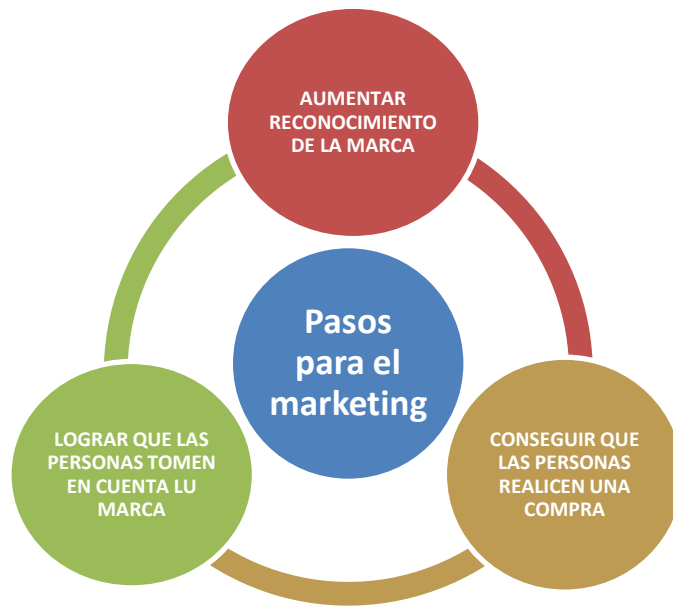 AUMENTAR
RECONOCIMIENTO
DE LA MARCA
Pasos
para el
marketing
LOGRAR QUE LAS
PERSONAS TOMEN
EN CUENTA LU
MARCA
CONSEGUIR QUE
LAS PERSONAS
REALICEN UNA
COMPRA